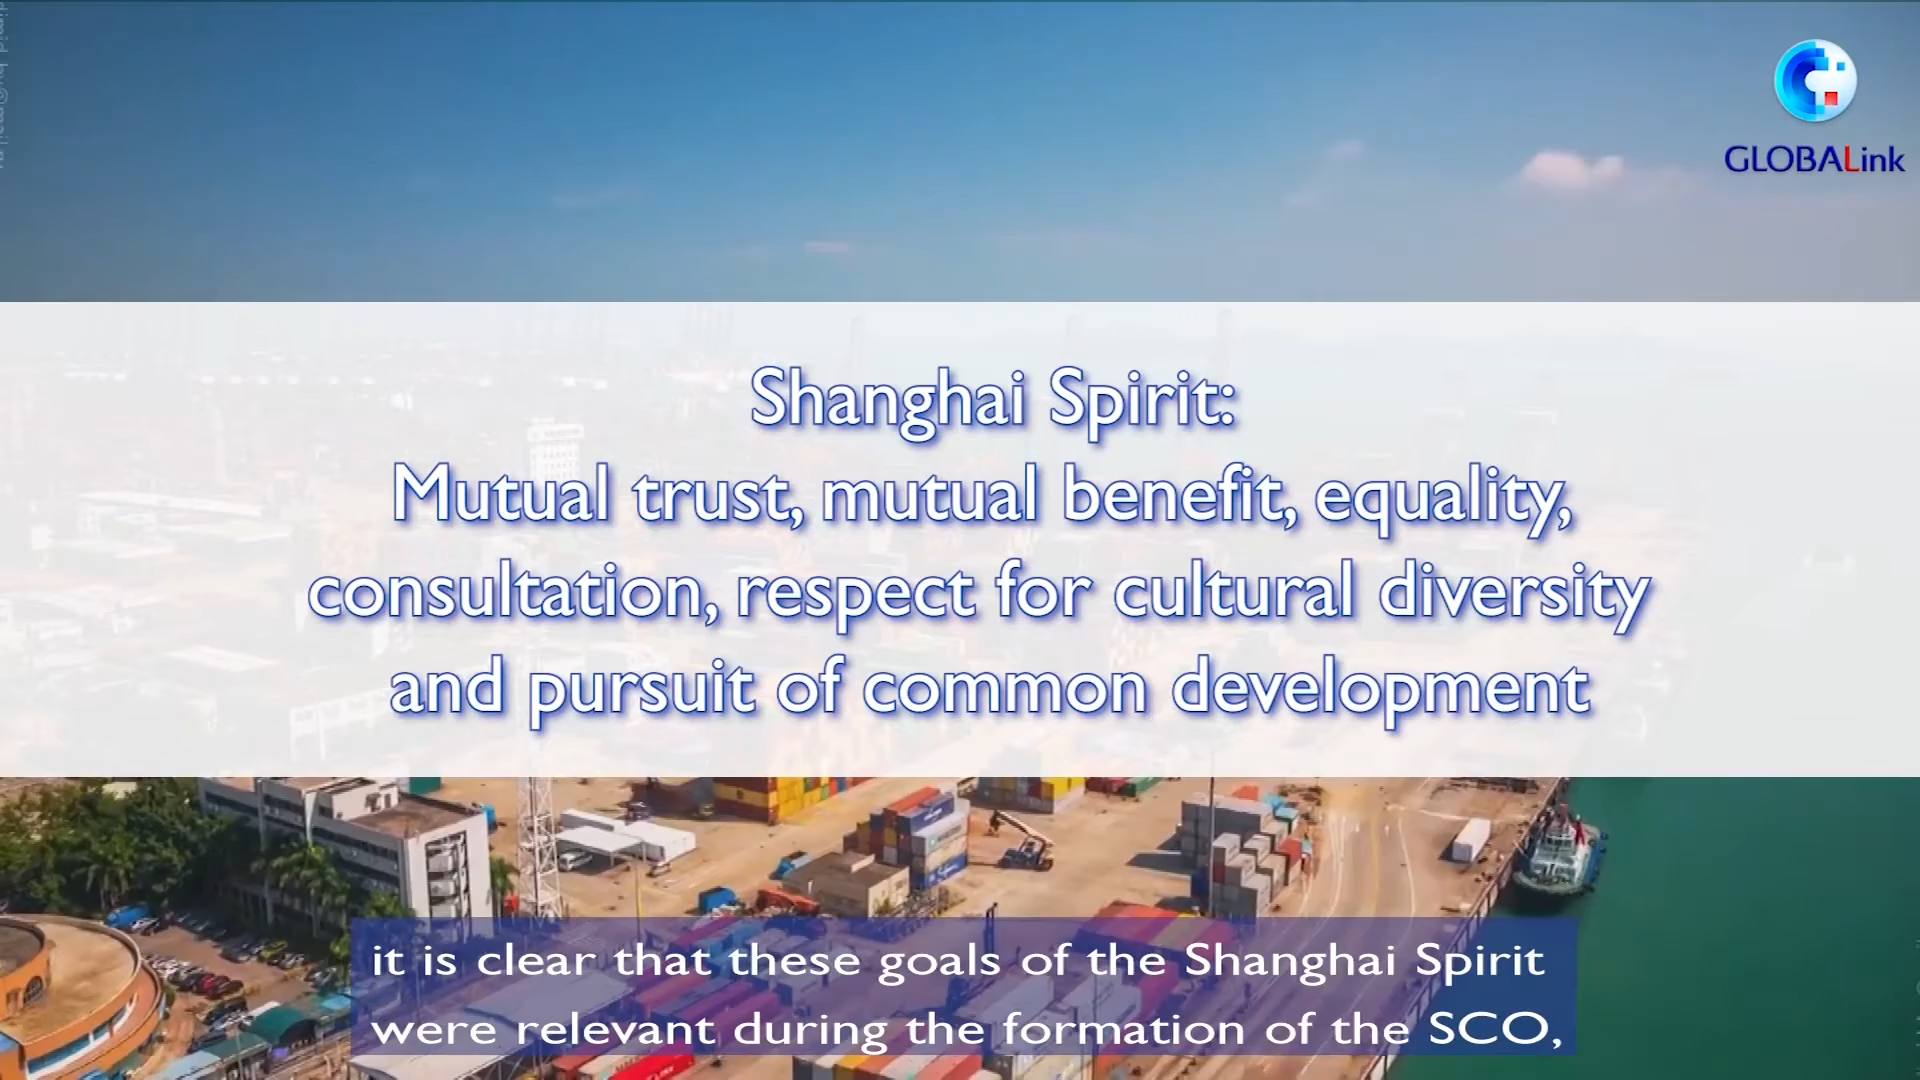 GLOBALink
Shanghai Spirit:
Mutual trust, mutual benefit, equality,
consultation, respect for cultural diversity
and pursuit of common development
it is clear that these goals of the Shanghai Spirit
were relevant during the formation of the SCO,